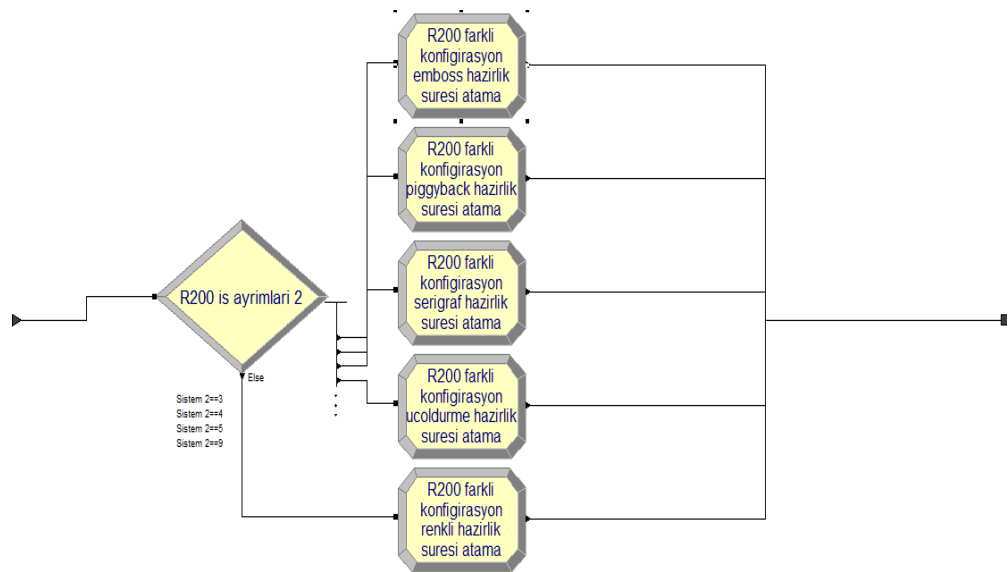 R200 farkli
konfigirasyon
emboss hazirlik
suresi atama
R200 farkli
konfigirasyon
piggyback hazirlik
suresi atama
R200 is ayrimlari 2
R200 farkli
konfigirasyon
serigraf hazirlik
suresi atama
Else
Sistem 2==3
Sistem 2==4
Sistem 2==5
Sistem 2==9
R200 farkli
konfigirasyon
ucoldurme hazirlik
suresi atama
R200 farkli
konfigirasyon
renkli hazirlik
suresi atama